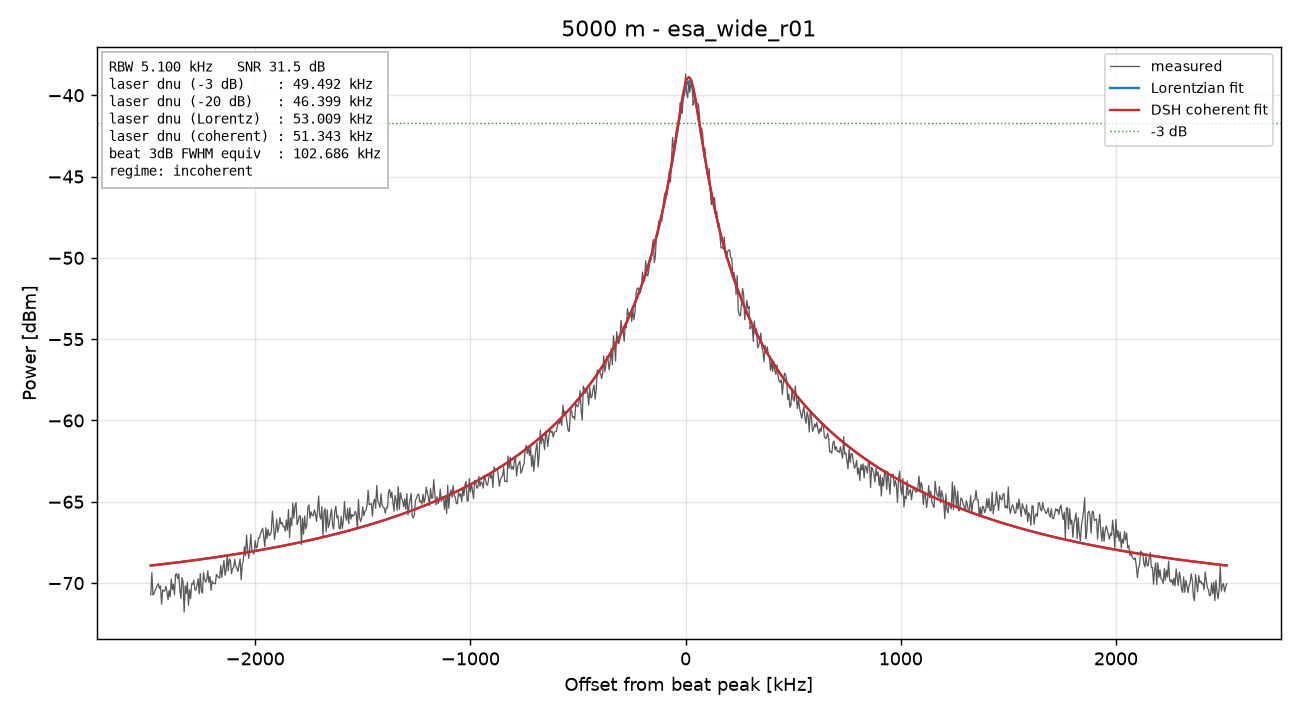 5000 m - esa_wide_r01
RBW 5.100 kHz   SNR 31.5 dB
laser dnu (-3 dB)    : 49.492 kHz
laser dnu (-20 dB)   : 46.399 kHz
laser dnu (Lorentz)  : 53.009 kHz
laser dnu (coherent) : 51.343 kHz
beat 3dB FWHM equiv  : 102.686 kHz
regime: incoherent
measured
Lorentzian fit
DSH coherent fit
-3 dB
Power [dBm]
−40
−45
−50
−55
−60
−65
−70
−2000
−1000
0
1000
2000
Offset from beat peak [kHz]